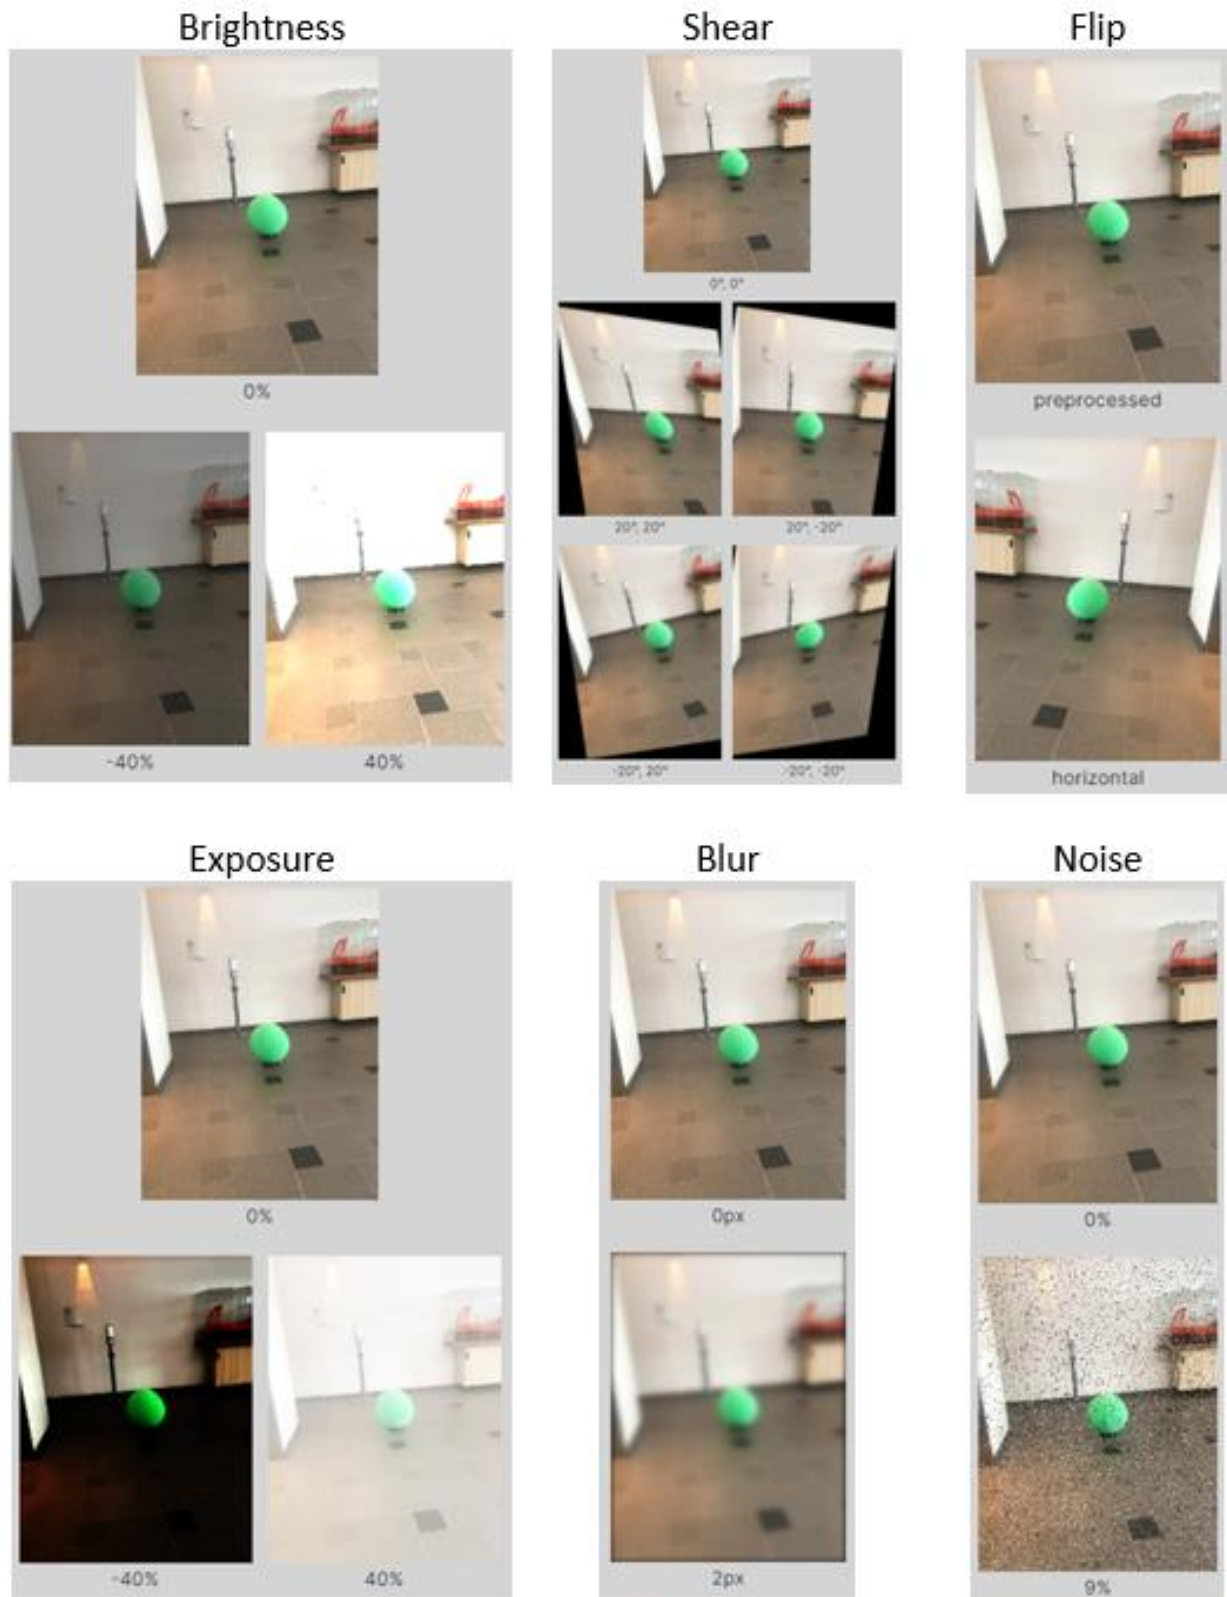 Brightness
Shear
Flip
0%
-40%
40%
0°, 0°
20°, 20°
20°, -20°
-20°, 20°
-20°, -20°
preprocessed
horizontal
Exposure
Blur
Noise
0%
-40%
40%
0px
2px
0%
9%